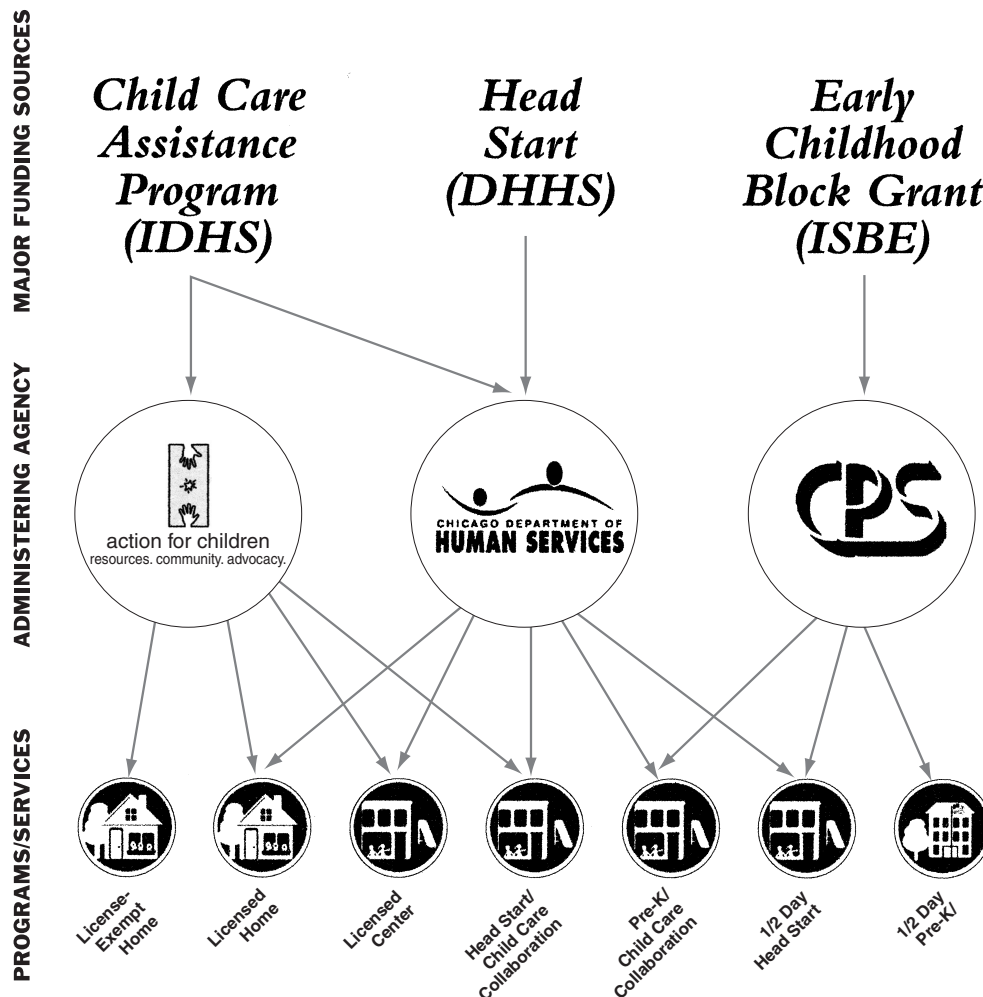 MAJOR FUNDING SOURCES
Child Care
Assistance
Program
(IDHS)
Head
Start
(DHHS)
Early
Childhood
Block Grant
(ISBE)
ADMINISTERING AGENCY
action for children
resources. community. advocacy.
CHICAGO DEPARTMENT OF
HUMAN SERVICES
CPS
PROGRAMS/SERVICES
License-
Exempt
Home
Licensed
Home
Licensed
Center
Head Start/
Child Care
Collaboration
Pre-K/
Child Care
Collaboration
1/2 Day
Head Start
1/2 Day
Pre-K/